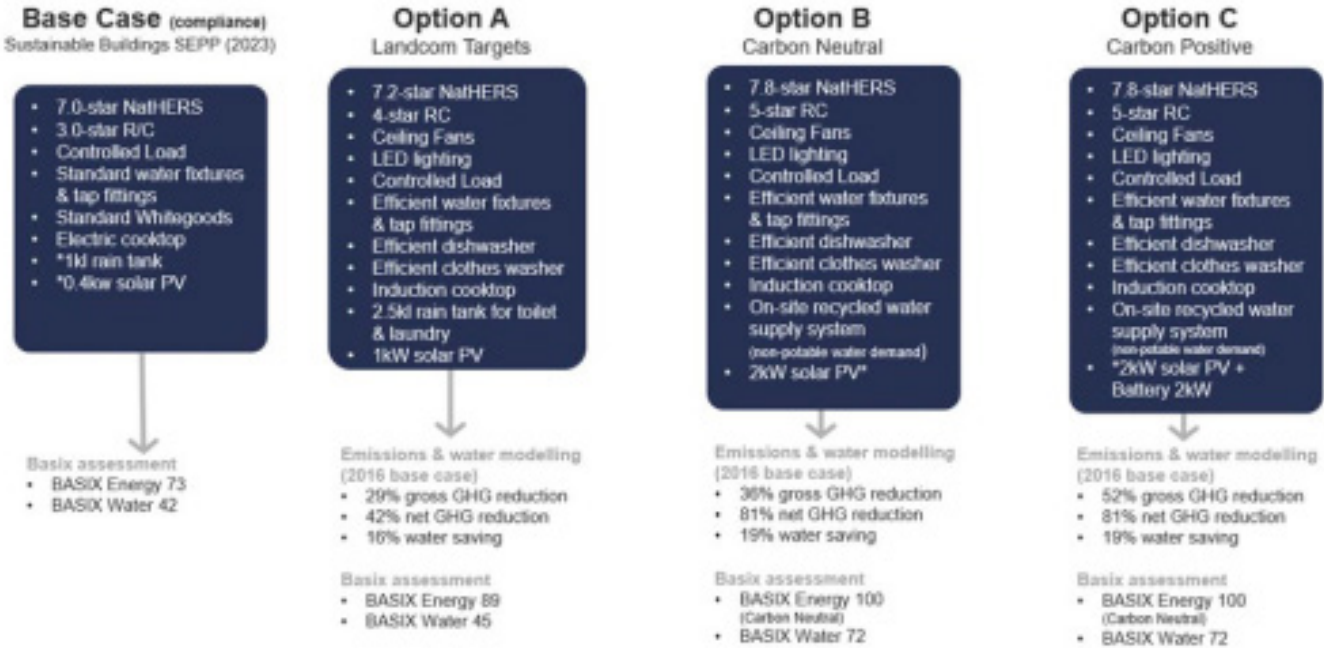 Base Case (compliance)
Sustainable Buildings SEPP (2023)
• 7.0-star NatHERS
• 3.0-star R/C
• Controlled Load
• Standard water fixtures
& tap fittings
• Standard Whitegoods
• Electric cooktop
• *1kl rain tank
• *0.4kw solar PV
Basix assessment
• BASIX Energy 73
• BASIX Water 42
Option A
Landcom Targets
• 7.2-star NatHERS
• 4-star RC
• Ceiling Fans
• LED lighting
• Controlled Load
• Efficient water fixtures
& tap fittings
• Efficient dishwasher
• Efficient clothes washer
• Induction cooktop
• 2.5kl rain tank for toilet
& laundry
• 1kW solar PV
Emissions & water modelling
(2016 base case)
• 29% gross GHG reduction
• 42% net GHG reduction
• 16% water saving
Basix assessment
• BASIX Energy 89
• BASIX Water 45
Option B
Carbon Neutral
• 7.8-star NatHERS
• 5-star RC
• Ceiling Fans
• LED lighting
• Controlled Load
• Efficient water fixtures
& tap fittings
• Efficient dishwasher
• Efficient clothes washer
• Induction cooktop
• On-site recycled water
supply system
(non-potable water demand)
• 2kW solar PV*
Emissions & water modelling
(2016 base case)
• 36% gross GHG reduction
• 81% net GHG reduction
• 19% water saving
Basix assessment
• BASIX Energy 100
(Carbon Neutral)
• BASIX Water 72
Option C
Carbon Positive
• 7.8-star NatHERS
• 5-star RC
• Ceiling Fans
• LED lighting
• Controlled Load
• Efficient water fixtures
& tap fittings
• Efficient dishwasher
• Efficient clothes washer
• Induction cooktop
• On-site recycled water
supply system
(non-potable water demand)
• *2kW solar PV +
Battery 2kW
Emissions & water modelling
(2016 base case)
• 52% gross GHG reduction
• 81% net GHG reduction
• 19% water saving
Basix assessment
• BASIX Energy 100
(Carbon Neutral)
• BASIX Water 72